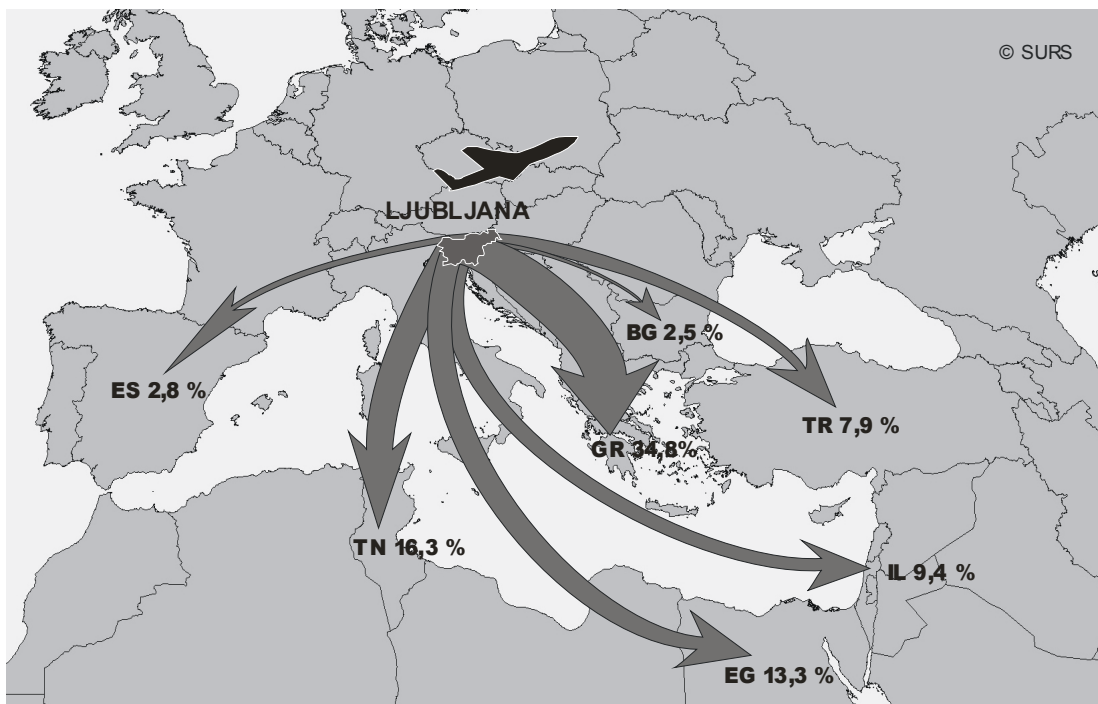 © SURS
LJUBLJANA
BG 2,5 %
ES 2,8 %
TR 7,9 %
GR 34,8%
TN 16,3 %
IL 9,4 %
EG 13,3 %